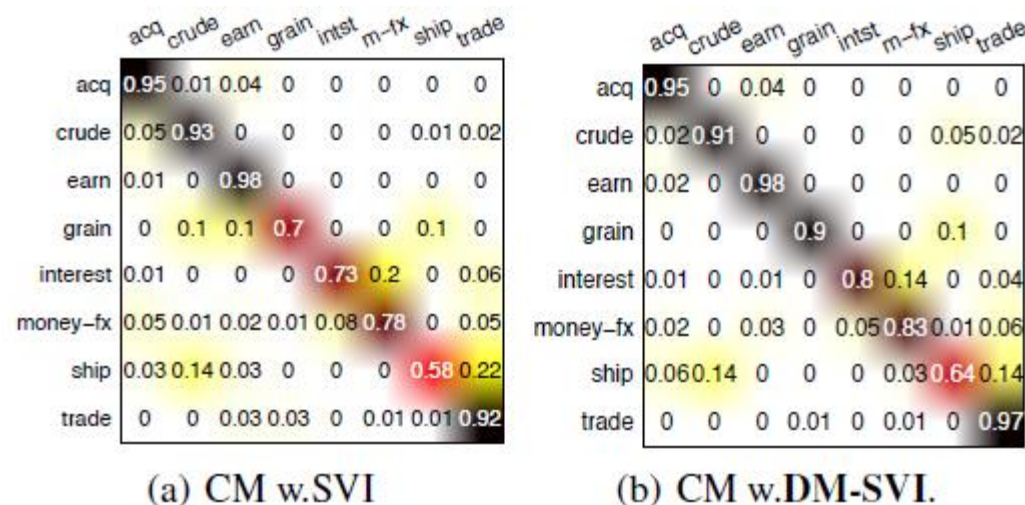 acq crude earn grain intst m-fx ship trade
acq 0.95 0.01 0.04 0 0 0 0 0
crude 0.05 0.93 0 0 0 0 0.01 0.02
earn 0.01 0 0.98 0 0 0 0 0
grain 0 0.1 0.1 0.7 0 0 0.1 0
interest 0.01 0 0 0 0.73 0.2 0 0.06
money-fx 0.05 0.01 0.02 0.01 0.08 0.78 0 0.05
ship 0.03 0.14 0.03 0 0 0 0.58 0.22
trade 0 0 0.03 0.03 0 0.01 0.01 0.92
(a) CM w.SVI
acq crude earn grain intst m-fx ship trade
acq 0.95 0 0.04 0 0 0 0 0
crude 0.02 0.91 0 0 0 0 0.05 0.02
earn 0.02 0 0.98 0 0 0 0 0
grain 0 0 0 0.9 0 0 0.1 0
interest 0.01 0 0.01 0 0.8 0.14 0 0.04
money-fx 0.02 0 0.03 0 0.05 0.83 0.01 0.06
ship 0.06 0.14 0 0 0 0.03 0.64 0.14
trade 0 0 0 0.01 0 0.01 0 0.97
(b) CM w.DM-SVI.